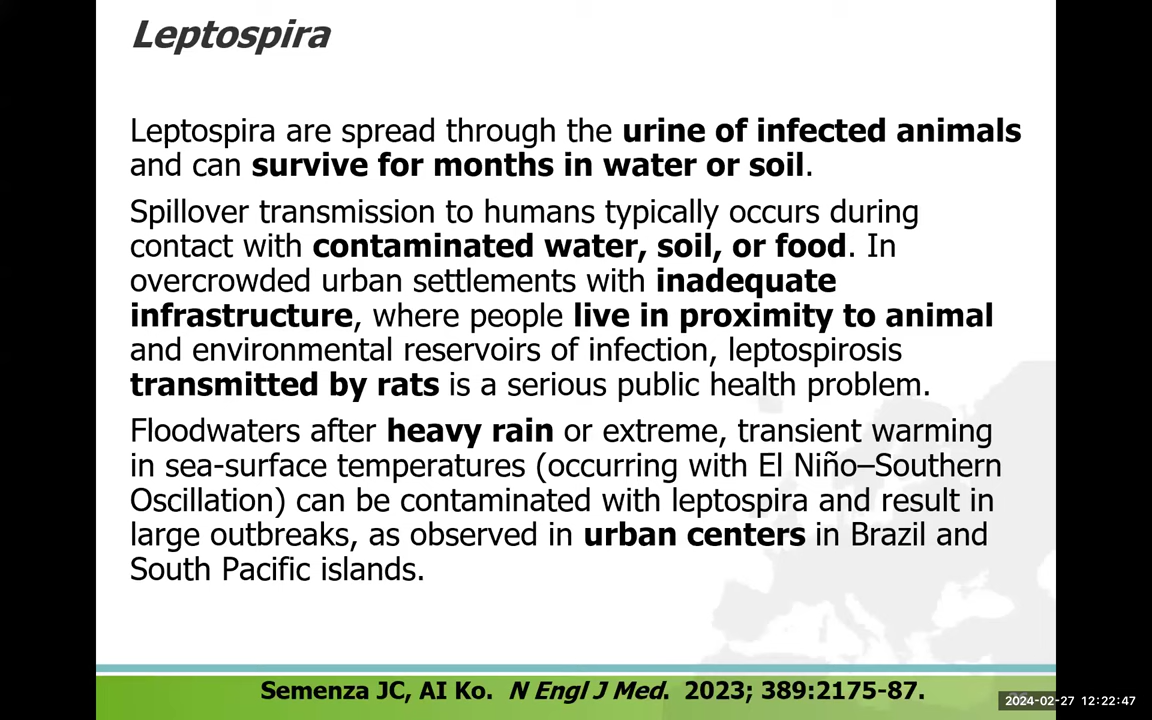 Leptospira
Leptospira are spread through the urine of infected animals
and can survive for months in water or soil.
Spillover transmission to humans typically occurs during
contact with contaminated water, soil, or food. In
overcrowded urban settlements with inadequate
infrastructure, where people live in proximity to animal
and environmental reservoirs of infection, leptospirosis
transmitted by rats is a serious public health problem.
Floodwaters after heavy rain or extreme, transient warming
in sea-surface temperatures (occurring with El Niño–Southern
Oscillation) can be contaminated with leptospira and result in
large outbreaks, as observed in urban centers in Brazil and
South Pacific islands.
Semenza JC, AI Ko. N Engl J Med. 2023; 389:2175-87.
2024-02-27 12:22:47